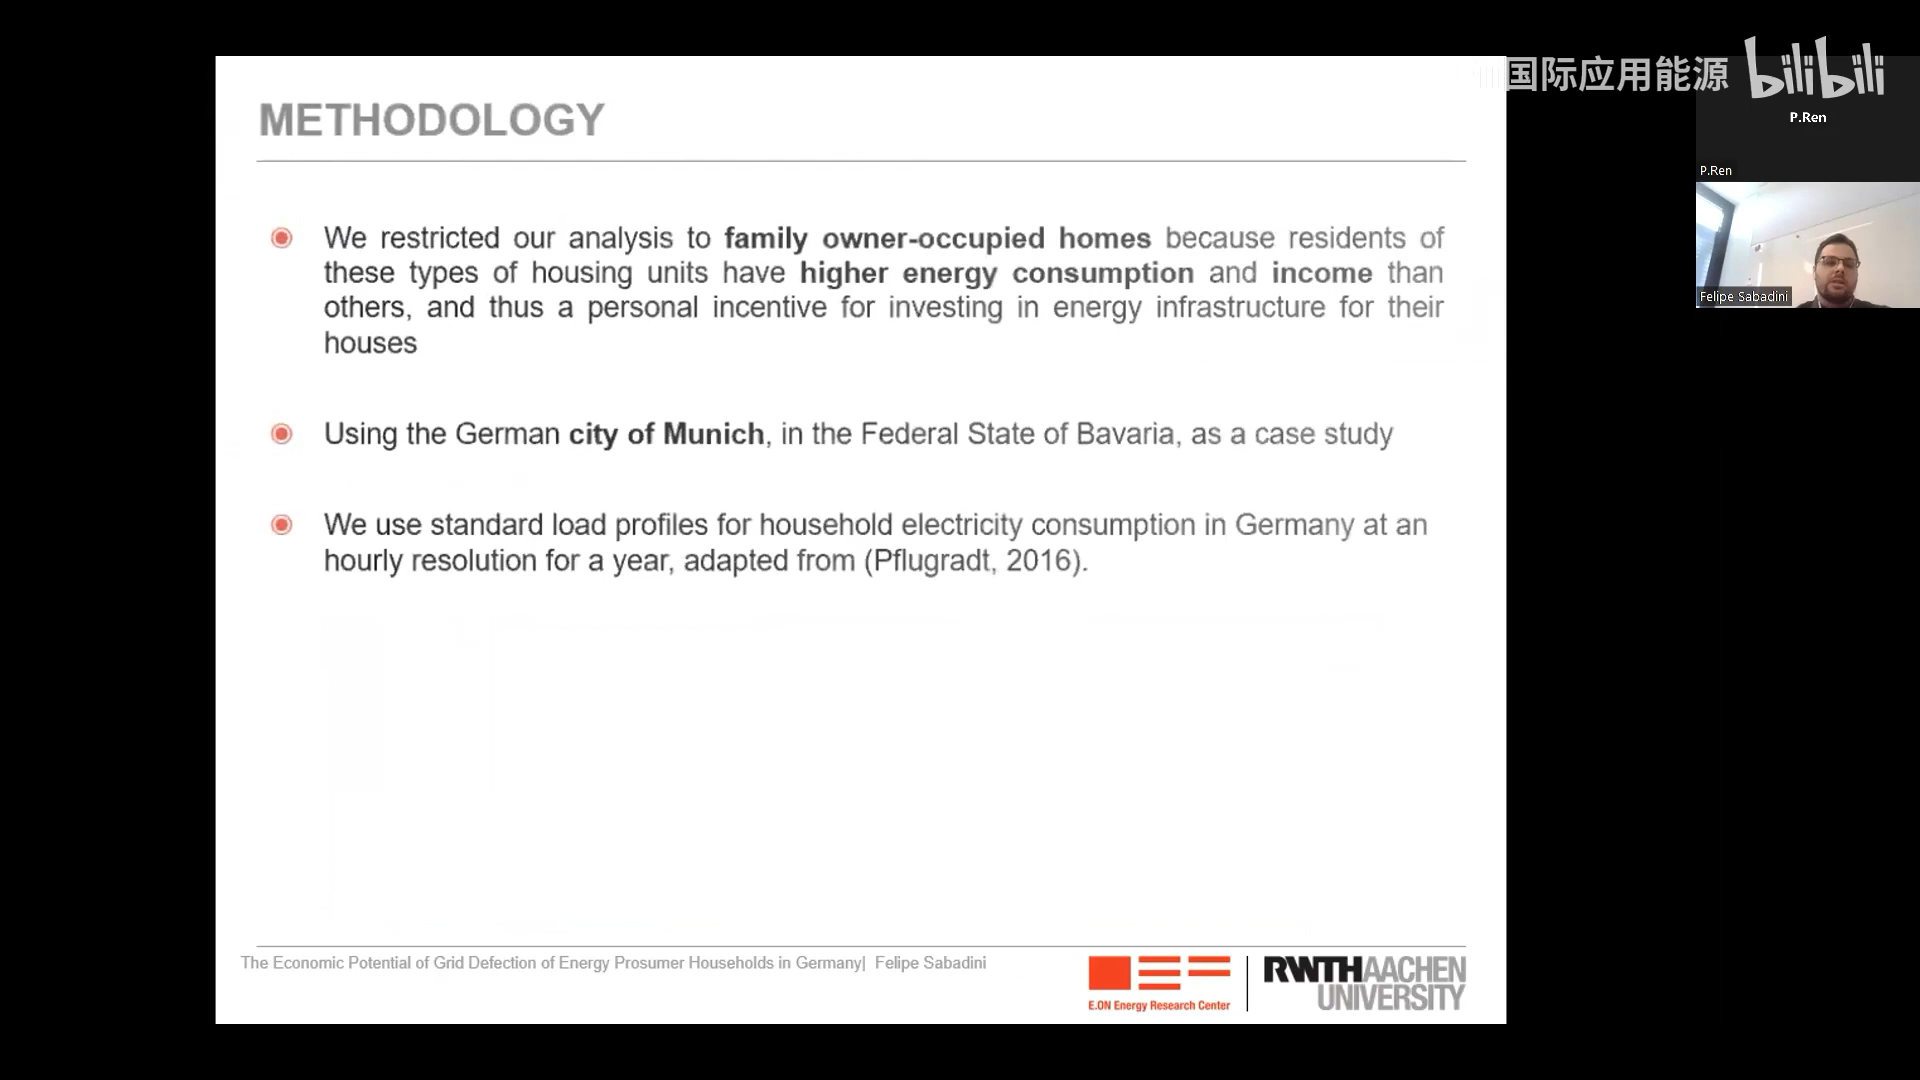 METHODOLOGY
We restricted our analysis to family owner-occupied homes because residents of
these types of housing units have higher energy consumption and income than
others, and thus a personal incentive for investing in energy infrastructure for their
houses
Using the German city of Munich, in the Federal State of Bavaria, as a case study
We use standard load profiles for household electricity consumption in Germany at an
hourly resolution for a year, adapted from (Pflugradt, 2016).
The Economic Potential of Grid Defection of Energy Prosumer Households in Germany| Felipe Sabadini
E.ON Energy Research Center
RWTHAACHEN
UNIVERSITY
国际应用能源 bilibili
P.Ren
P.Ren
Felipe Sabadini